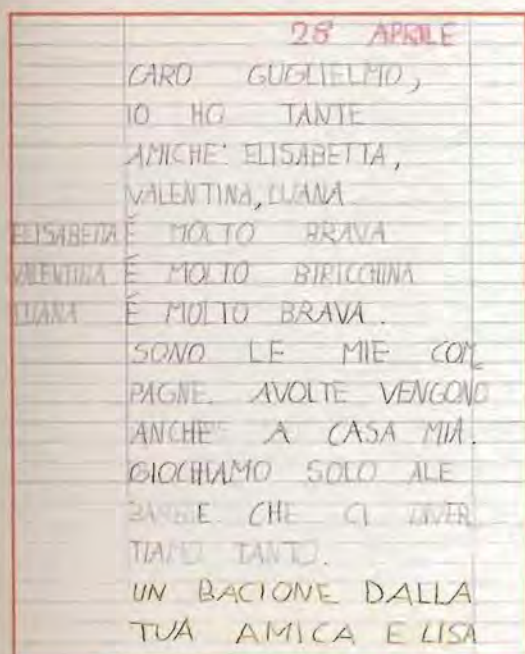 28 APRILE
CARO GUGLIELMO,
IO HO TANTE
AMICHE: ELISABETTA,
VALENTINA, LUANA
ELISABETTA É MOLTO BRAVA
VALENTINA É MOLTO BIRICCHINA
LUANA É MOLTO BRAVA.
SONO LE MIE COM
PAGNE. AVOLTE VENGONO
ANCHE A CASA MIA.
GIOCHIAMO SOLO ALE
BARBIE CHE CI DIVER
TIAMO TANTO.
UN BACIONE DALLA
TUA AMICA ELISA